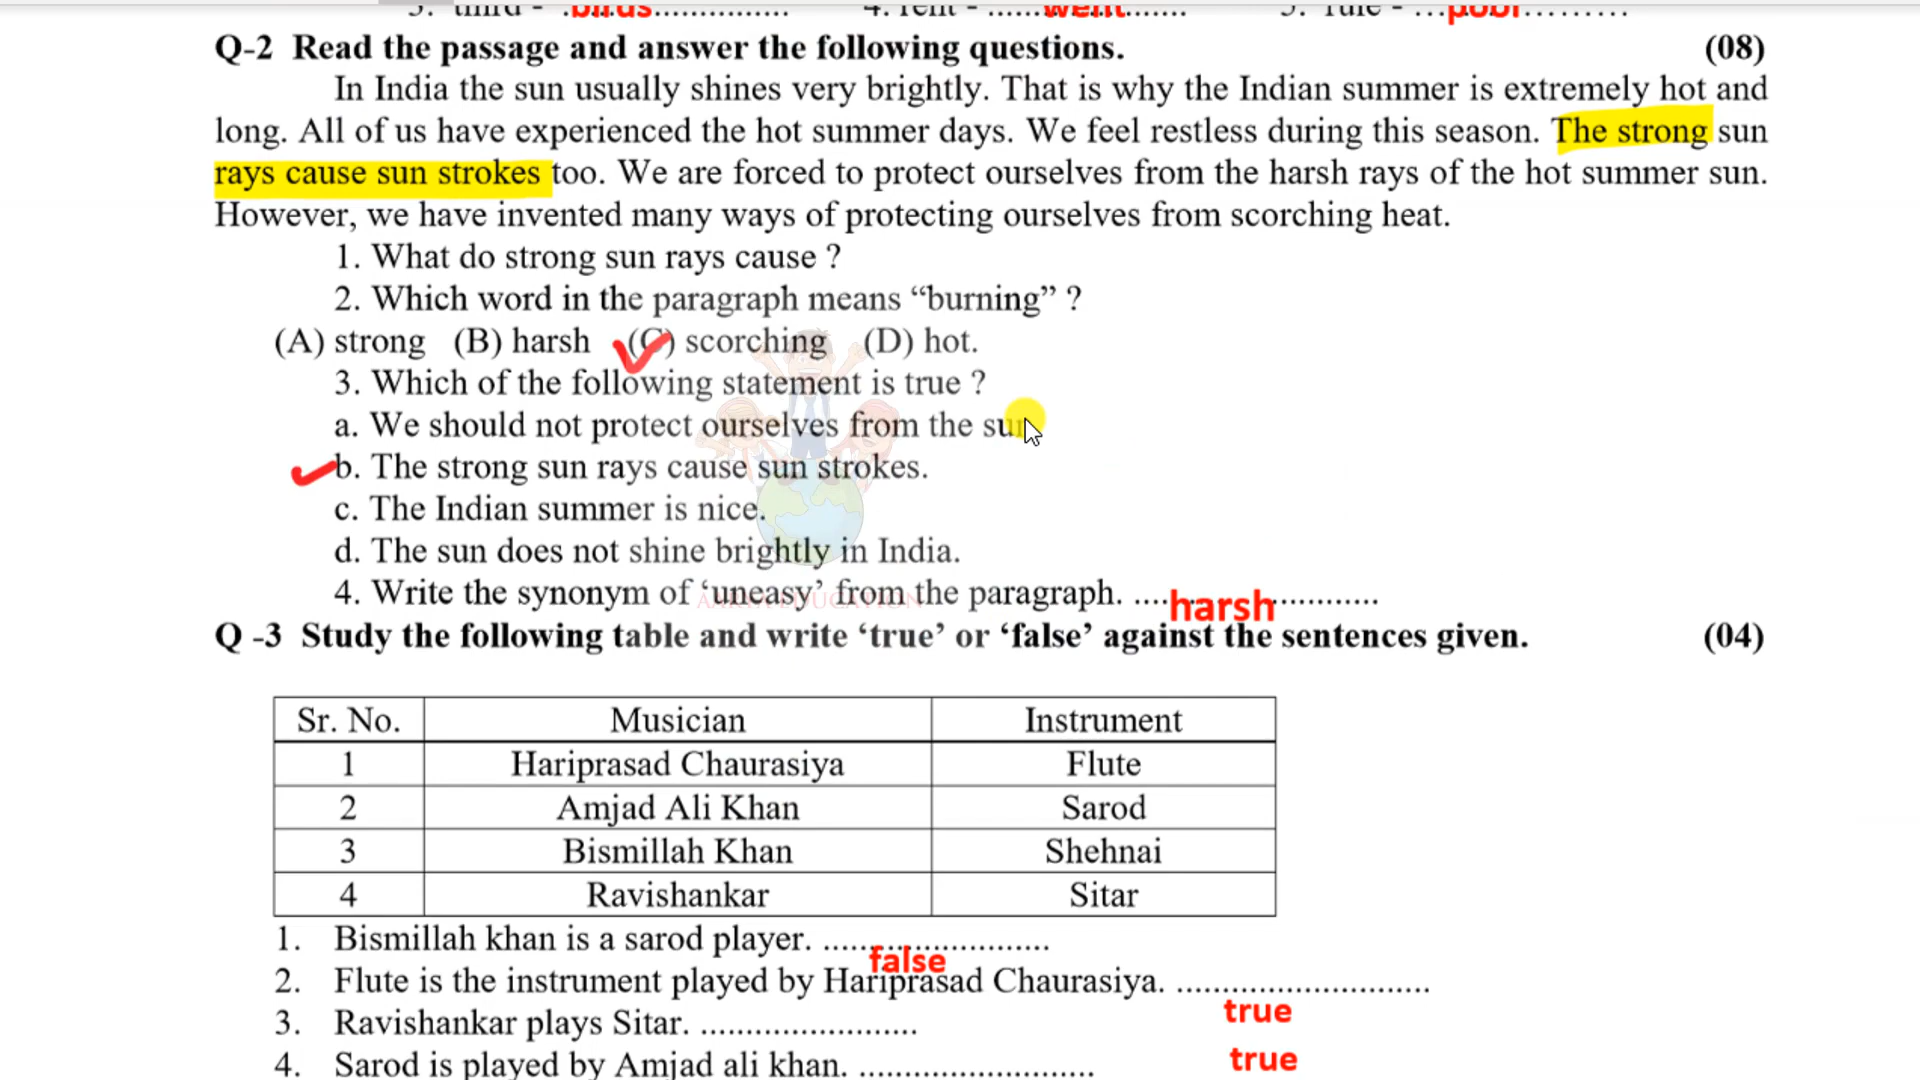 3. third - .birds............... 4. rent - ......went....... 5. rule - ...pool.........
Q-2 Read the passage and answer the following questions. (08)
In India the sun usually shines very brightly. That is why the Indian summer is extremely hot and
long. All of us have experienced the hot summer days. We feel restless during this season. The strong sun
rays cause sun strokes too. We are forced to protect ourselves from the harsh rays of the hot summer sun.
However, we have invented many ways of protecting ourselves from scorching heat.
1. What do strong sun rays cause ?
2. Which word in the paragraph means “burning” ?
(A) strong (B) harsh (C) scorching (D) hot.
3. Which of the following statement is true ?
a. We should not protect ourselves from the sun
b. The strong sun rays cause sun strokes.
c. The Indian summer is nice.
d. The sun does not shine brightly in India.
4. Write the synonym of ‘uneasy’ from the paragraph. ....harsh............
AARYA EDUCATION
Q -3 Study the following table and write ‘true’ or ‘false’ against the sentences given. (04)
Sr. No. Musician Instrument
1 Hariprasad Chaurasiya Flute
2 Amjad Ali Khan Sarod
3 Bismillah Khan Shehnai
4 Ravishankar Sitar
1. Bismillah khan is a sarod player. .........................
false
2. Flute is the instrument played by Hariprasad Chaurasiya. ............................
true
3. Ravishankar plays Sitar. ........................
4. Sarod is played by Amjad ali khan. ..........................
true